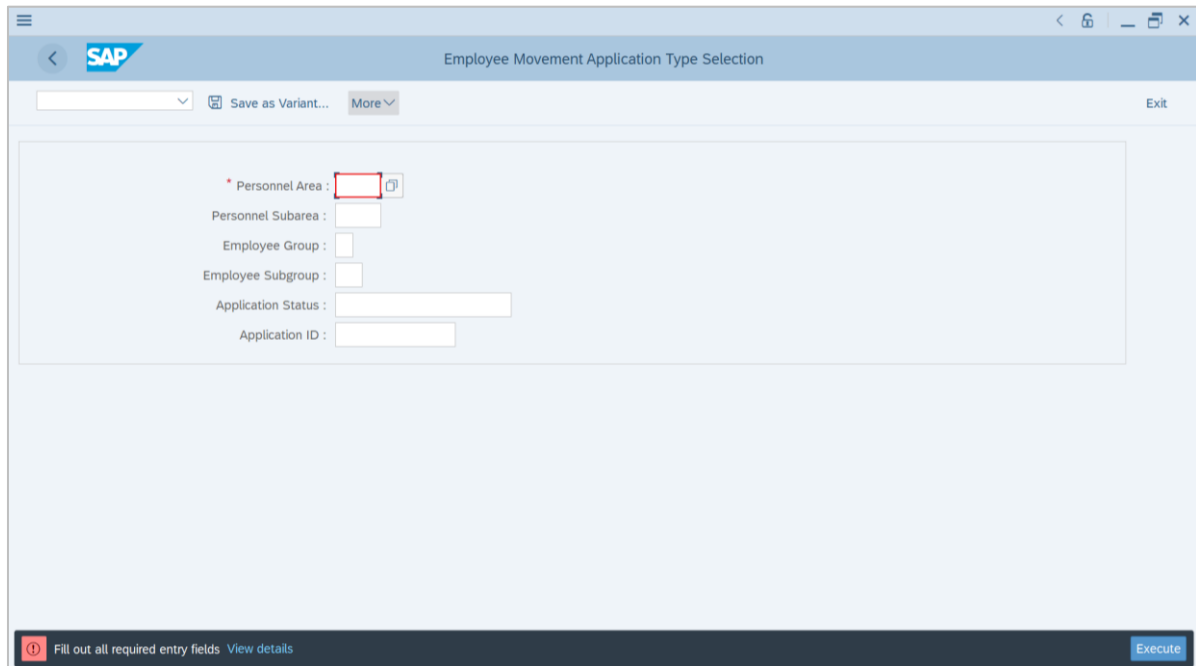 SAP
Employee Movement Application Type Selection
Save as Variant... More Exit
* Personnel Area :
Personnel Subarea :
Employee Group :
Employee Subgroup :
Application Status :
Application ID :
Fill out all required entry fields View details Execute